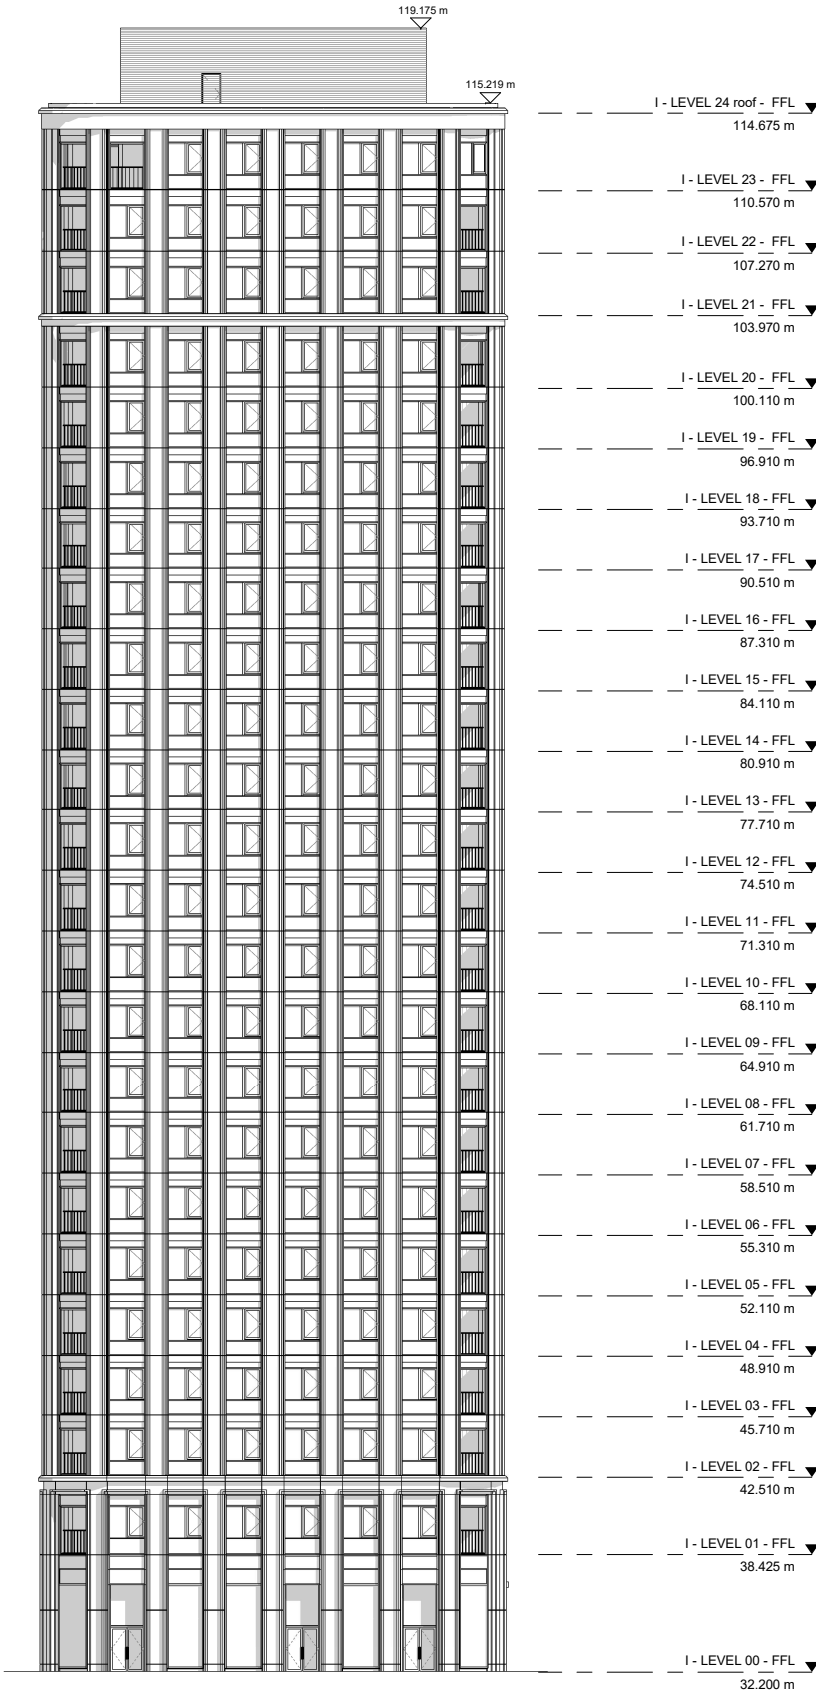 119.175 m
115.219 m
I - LEVEL 24 roof - FFL
114.675 m
I - LEVEL 23 - FFL
110.570 m
I - LEVEL 22 - FFL
107.270 m
I - LEVEL 21 - FFL
103.970 m
I - LEVEL 20 - FFL
100.110 m
I - LEVEL 19 - FFL
96.910 m
I - LEVEL 18 - FFL
93.710 m
I - LEVEL 17 - FFL
90.510 m
I - LEVEL 16 - FFL
87.310 m
I - LEVEL 15 - FFL
84.110 m
I - LEVEL 14 - FFL
80.910 m
I - LEVEL 13 - FFL
77.710 m
I - LEVEL 12 - FFL
74.510 m
I - LEVEL 11 - FFL
71.310 m
I - LEVEL 10 - FFL
68.110 m
I - LEVEL 09 - FFL
64.910 m
I - LEVEL 08 - FFL
61.710 m
I - LEVEL 07 - FFL
58.510 m
I - LEVEL 06 - FFL
55.310 m
I - LEVEL 05 - FFL
52.110 m
I - LEVEL 04 - FFL
48.910 m
I - LEVEL 03 - FFL
45.710 m
I - LEVEL 02 - FFL
42.510 m
I - LEVEL 01 - FFL
38.425 m
I - LEVEL 00 - FFL
32.200 m